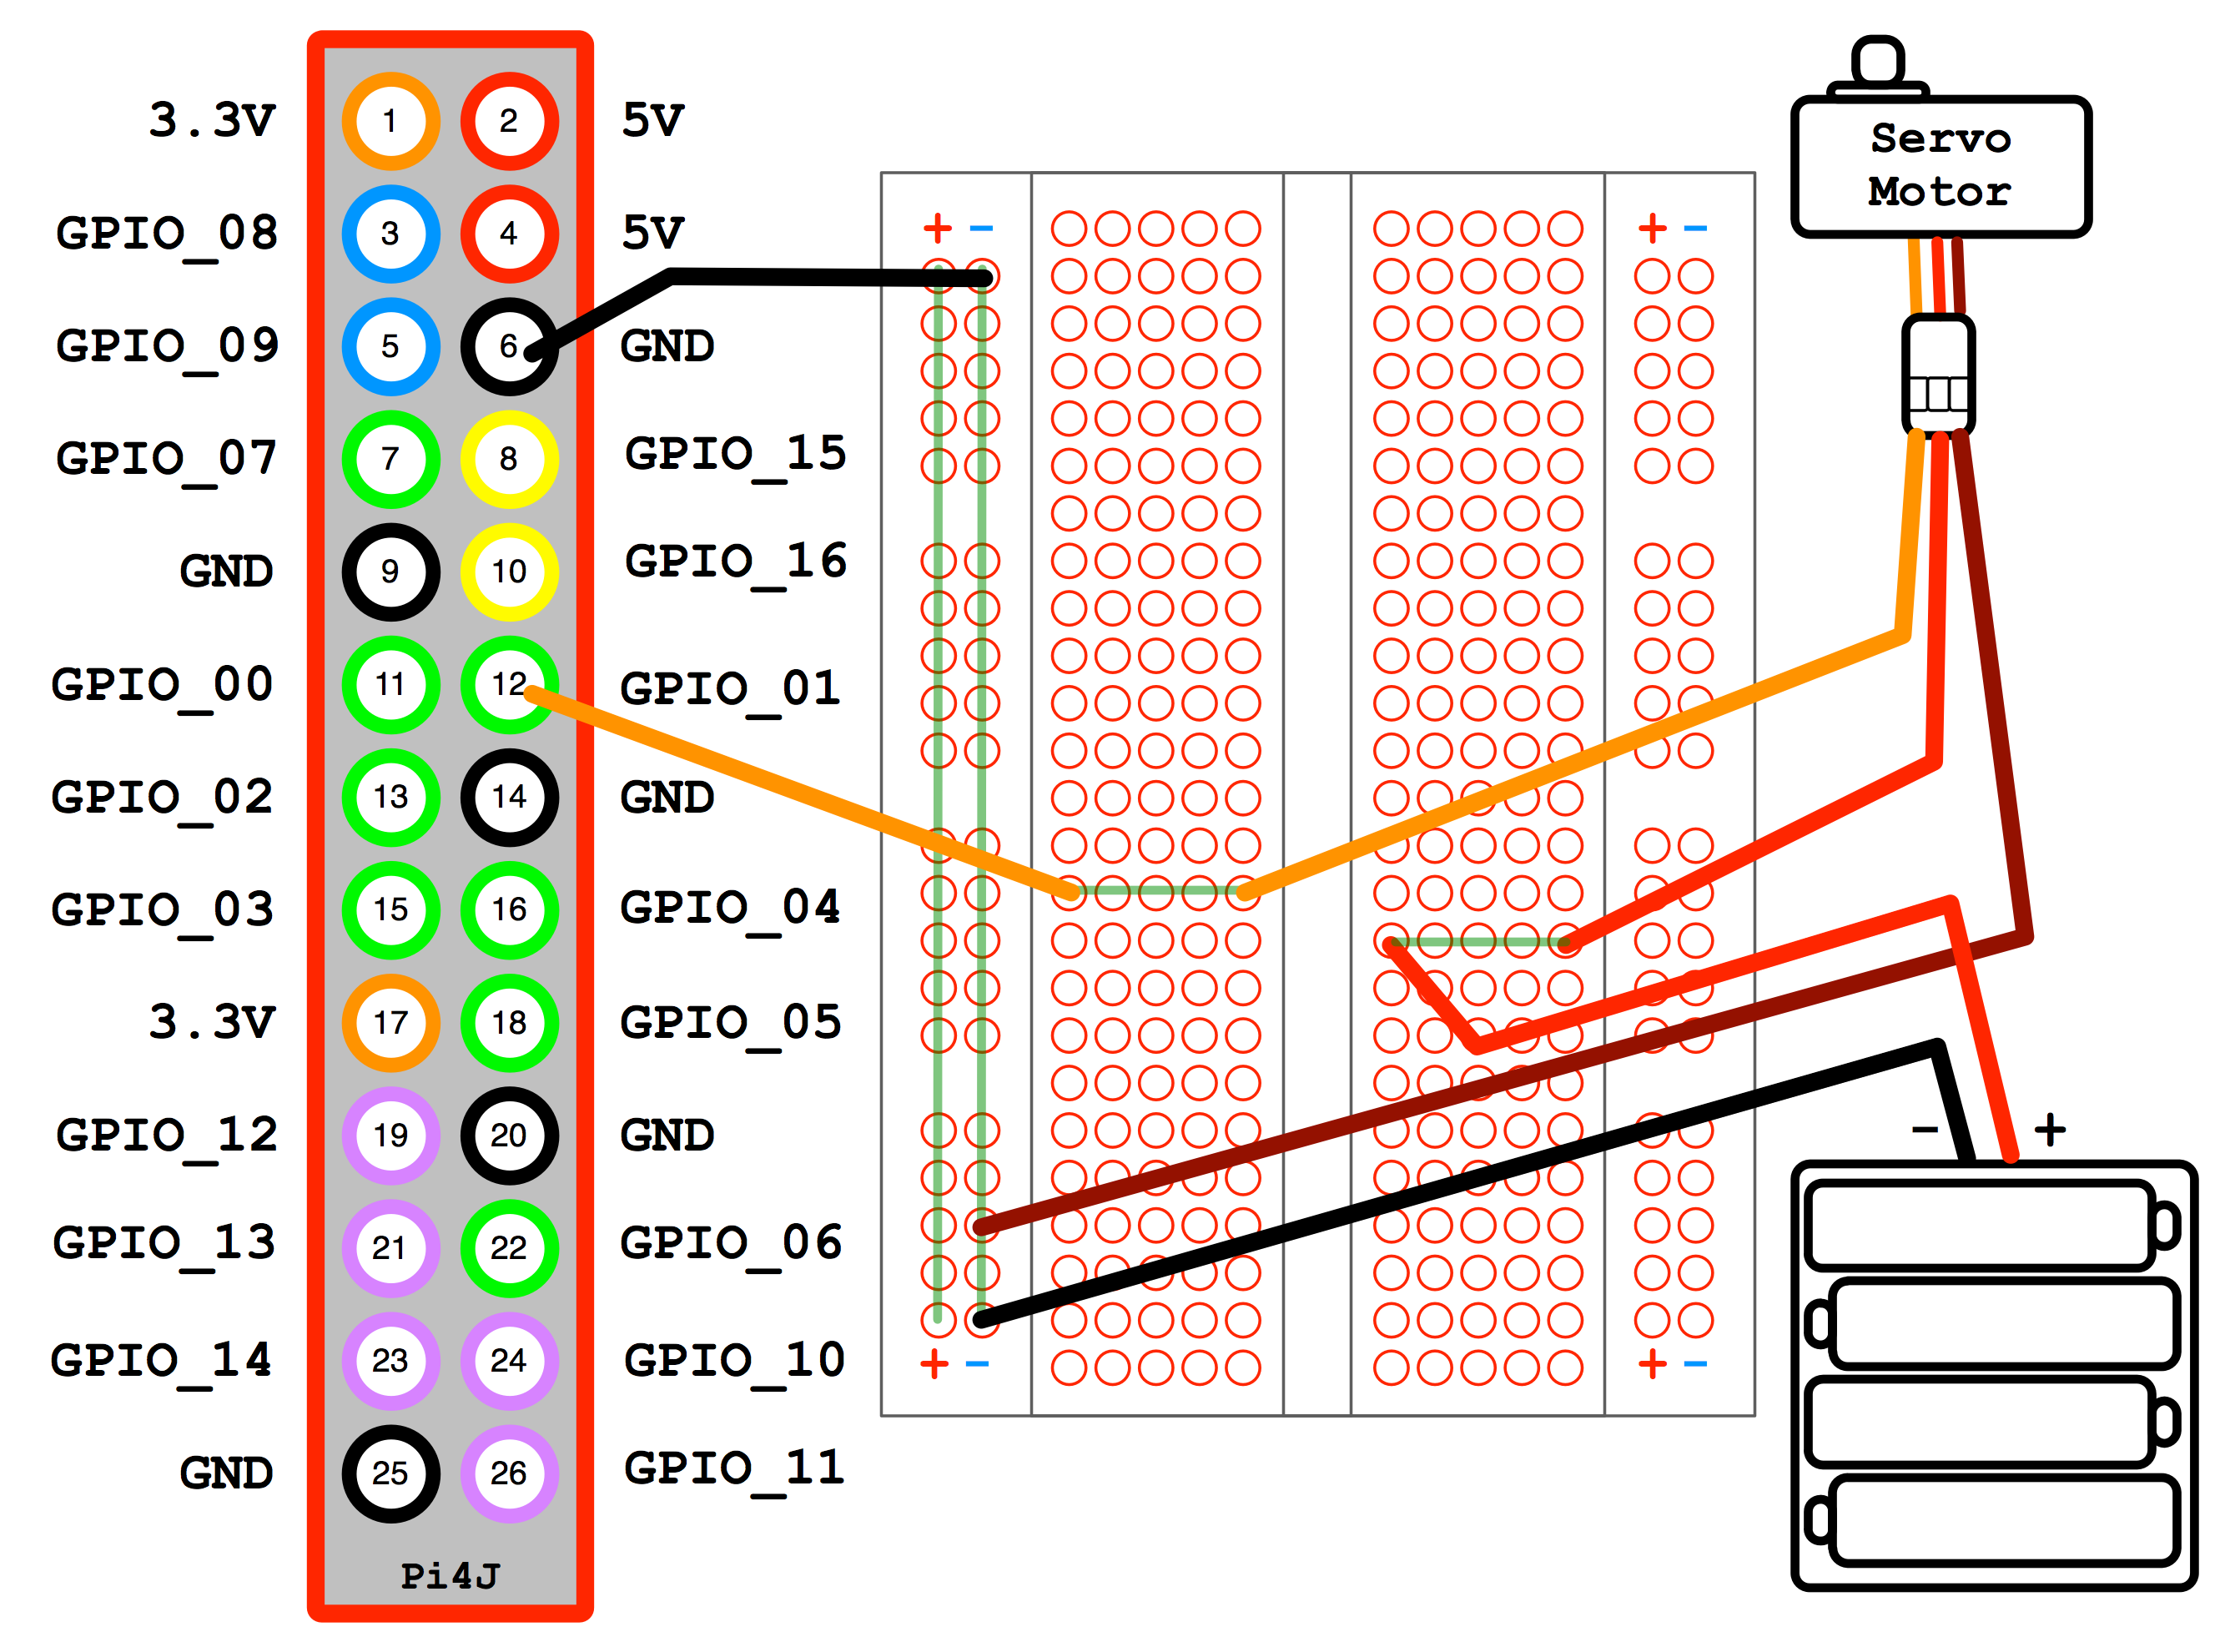 3.3V 1 2 5V
GPIO_08 3 4 5V
GPIO_09 5 6 GND
GPIO_07 7 8 GPIO_15
GND 9 10 GPIO_16
GPIO_00 11 12 GPIO_01
GPIO_02 13 14 GND
GPIO_03 15 16 GPIO_04
3.3V 17 18 GPIO_05
GPIO_12 19 20 GND
GPIO_13 21 22 GPIO_06
GPIO_14 23 24 GPIO_10
GND 25 26 GPIO_11
Pi4J
+ − + −
+ − + −
Servo
Motor
− +